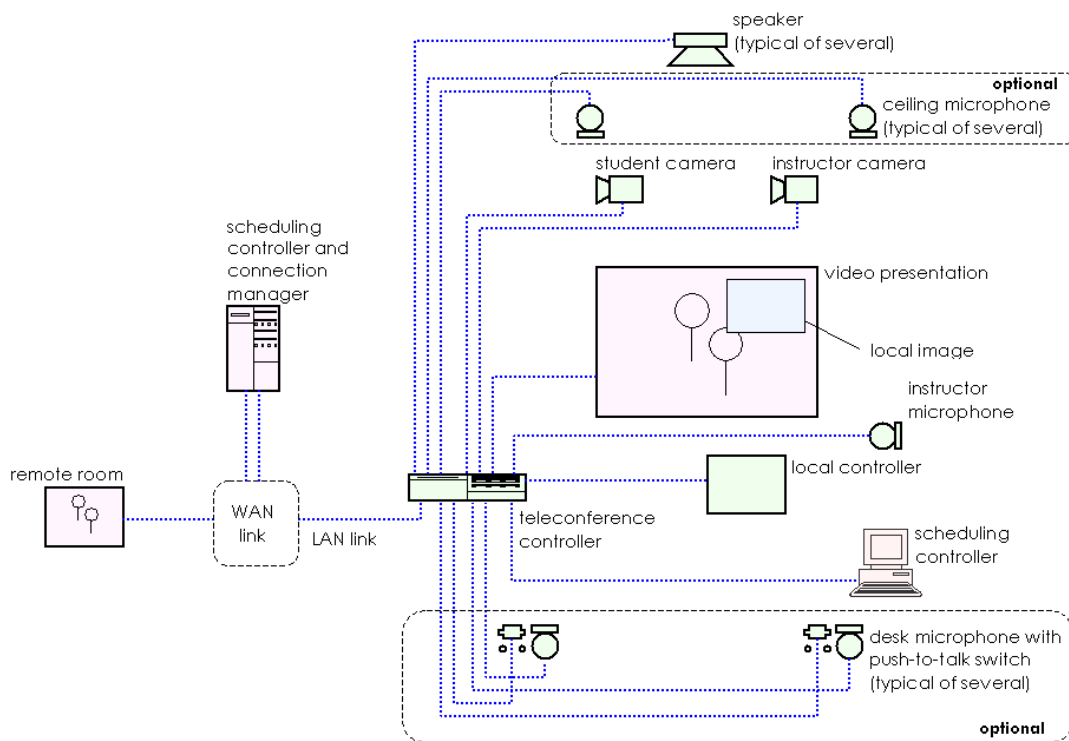 speaker
(typical of several)
optional
ceiling microphone
(typical of several)
student camera
instructor camera
scheduling
controller and
connection
manager
video presentation
local image
instructor
microphone
remote room
local controller
WAN
link
LAN link
teleconference
controller
scheduling
controller
desk microphone with
push-to-talk switch
(typical of several)
optional